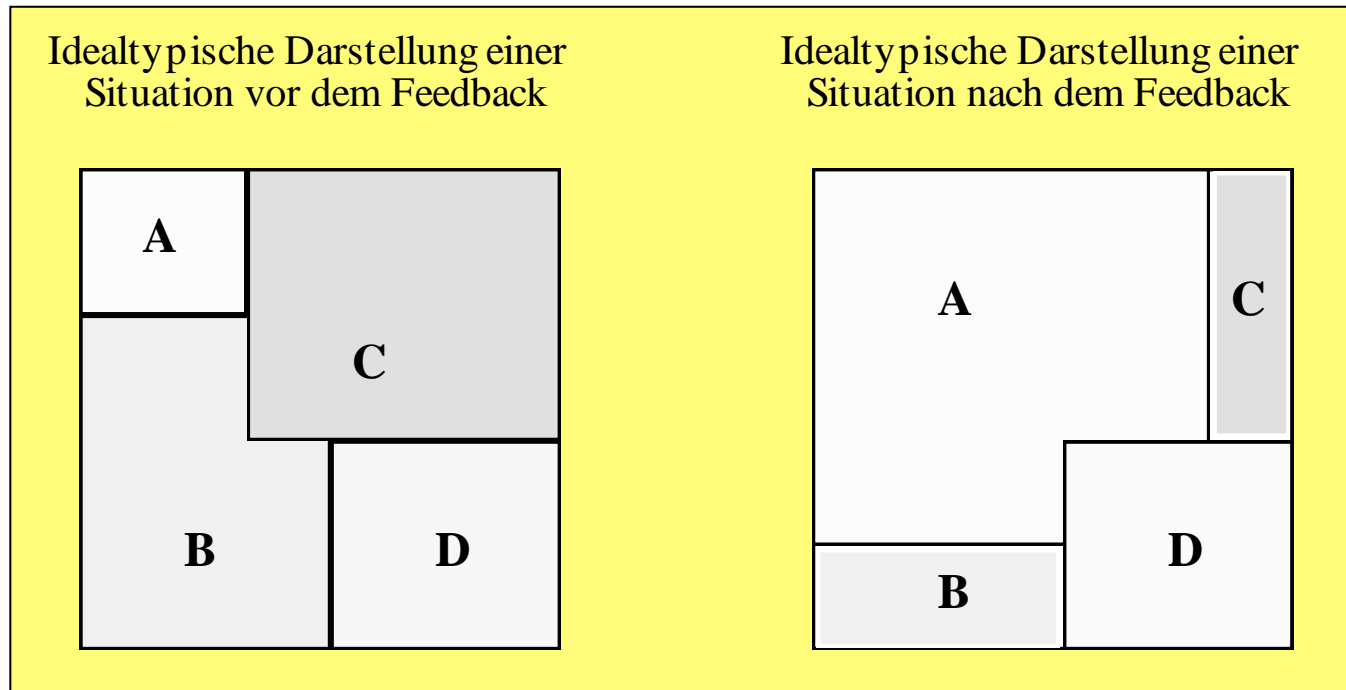 Idealtypische Darstellung einer
Situation vor dem Feedback
Idealtypische Darstellung einer
Situation nach dem Feedback
A
C
B
D
A
C
B
D